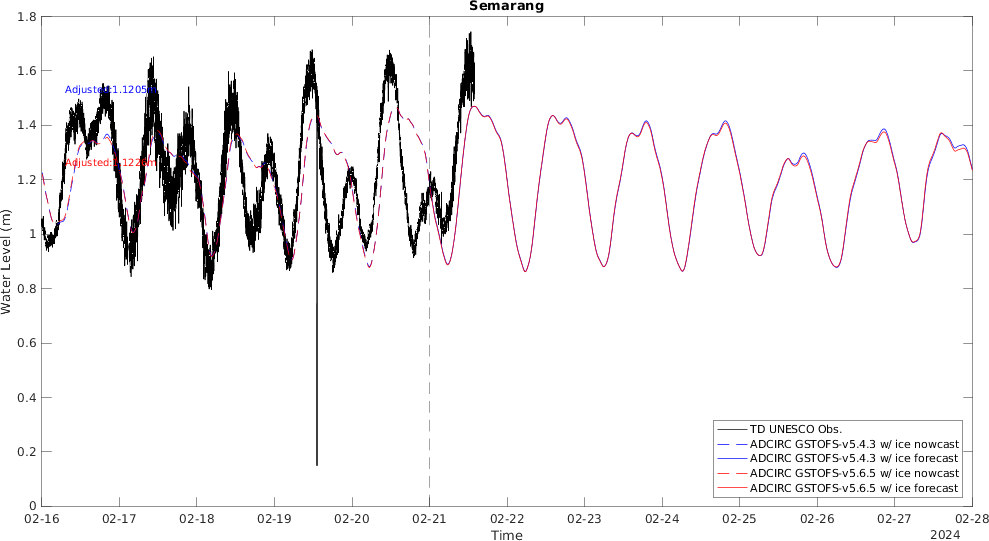 Semarang
1.8
1.6
1.4
1.2
1
0.8
0.6
0.4
0.2
0
Water Level (m)
Adjusted:1.1205m
02-16
02-17
02-18
02-19
02-20
02-21
02-22
02-23
02-24
02-25
02-26
02-27
02-28
Time
2024
TD UNESCO Obs.
ADCIRC GSTOFS-v5.4.3 w/ ice nowcast
ADCIRC GSTOFS-v5.4.3 w/ ice forecast
ADCIRC GSTOFS-v5.6.5 w/ ice nowcast
ADCIRC GSTOFS-v5.6.5 w/ ice forecast